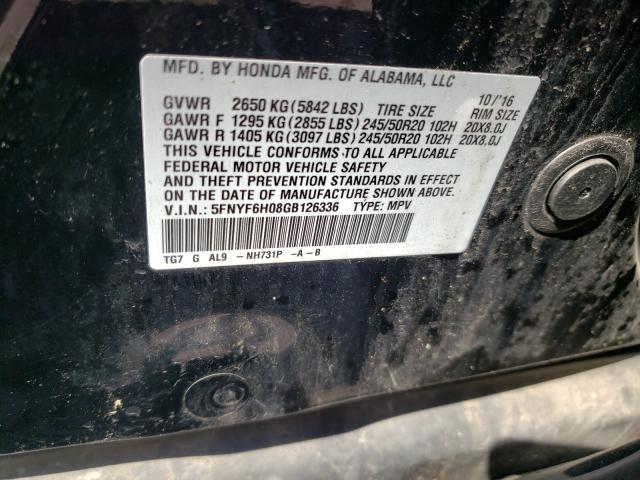 MFD. BY HONDA MFG. OF ALABAMA, LLC
10/'16
GVWR 2650 KG (5842 LBS) TIRE SIZE RIM SIZE
GAWR F 1295 KG (2855 LBS) 245/50R20 102H 20X8.0J
GAWR R 1405 KG (3097 LBS) 245/50R20 102H 20X8.0J
THIS VEHICLE CONFORMS TO ALL APPLICABLE
FEDERAL MOTOR VEHICLE SAFETY
AND THEFT PREVENTION STANDARDS IN EFFECT
ON THE DATE OF MANUFACTURE SHOWN ABOVE.
V.I.N.: 5FNYF6H08GB126336 TYPE: MPV
TG7 G AL9 -NH731P -A-B